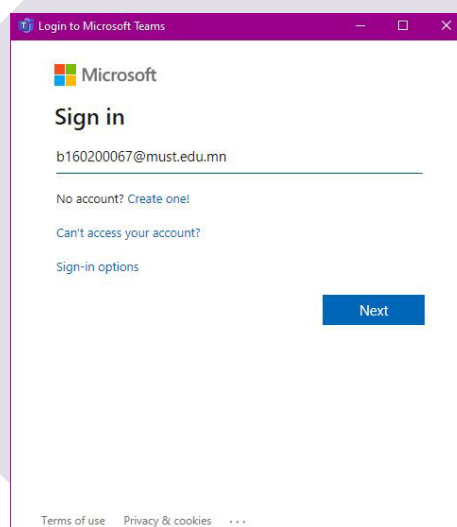 Login to Microsoft Teams
Microsoft
Sign in
b160200067@must.edu.mn
No account? Create one!
Can't access your account?
Sign-in options
Next
Terms of use Privacy & cookies ...